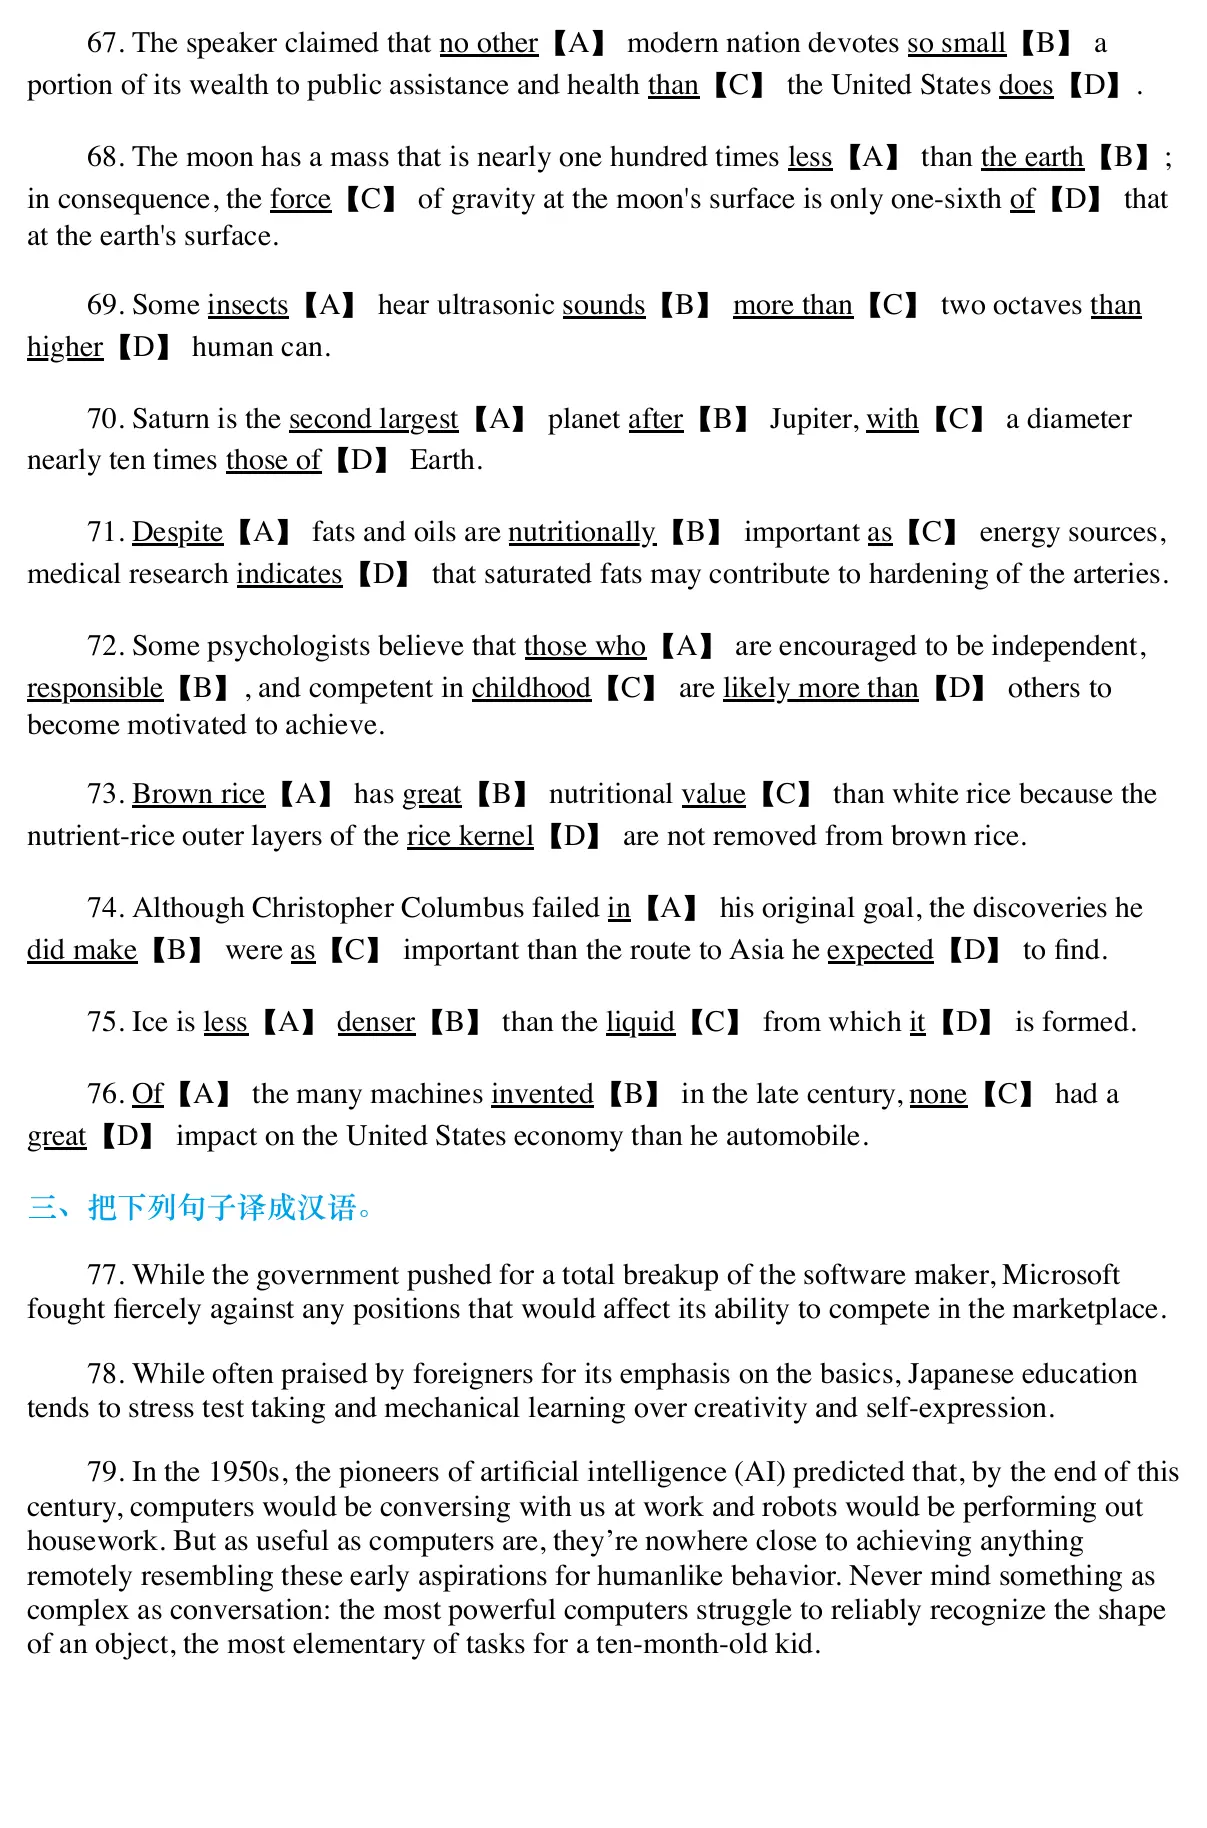 67. The speaker claimed that no other【A】 modern nation devotes so small【B】 a
portion of its wealth to public assistance and health than【C】 the United States does【D】.
68. The moon has a mass that is nearly one hundred times less【A】 than the earth【B】;
in consequence, the force【C】 of gravity at the moon's surface is only one-sixth of【D】 that
at the earth's surface.
69. Some insects【A】 hear ultrasonic sounds【B】 more than【C】 two octaves than
higher【D】 human can.
70. Saturn is the second largest【A】 planet after【B】 Jupiter, with【C】 a diameter
nearly ten times those of【D】 Earth.
71. Despite【A】 fats and oils are nutritionally【B】 important as【C】 energy sources,
medical research indicates【D】 that saturated fats may contribute to hardening of the arteries.
72. Some psychologists believe that those who【A】 are encouraged to be independent,
responsible【B】, and competent in childhood【C】 are likely more than【D】 others to
become motivated to achieve.
73. Brown rice【A】 has great【B】 nutritional value【C】 than white rice because the
nutrient-rice outer layers of the rice kernel【D】 are not removed from brown rice.
74. Although Christopher Columbus failed in【A】 his original goal, the discoveries he
did make【B】 were as【C】 important than the route to Asia he expected【D】 to find.
75. Ice is less【A】 denser【B】 than the liquid【C】 from which it【D】 is formed.
76. Of【A】 the many machines invented【B】 in the late century, none【C】 had a
great【D】 impact on the United States economy than he automobile.
三、把下列句子译成汉语。
77. While the government pushed for a total breakup of the software maker, Microsoft
fought fiercely against any positions that would affect its ability to compete in the marketplace.
78. While often praised by foreigners for its emphasis on the basics, Japanese education
tends to stress test taking and mechanical learning over creativity and self-expression.
79. In the 1950s, the pioneers of artificial intelligence (AI) predicted that, by the end of this
century, computers would be conversing with us at work and robots would be performing out
housework. But as useful as computers are, they’re nowhere close to achieving anything
remotely resembling these early aspirations for humanlike behavior. Never mind something as
complex as conversation: the most powerful computers struggle to reliably recognize the shape
of an object, the most elementary of tasks for a ten-month-old kid.